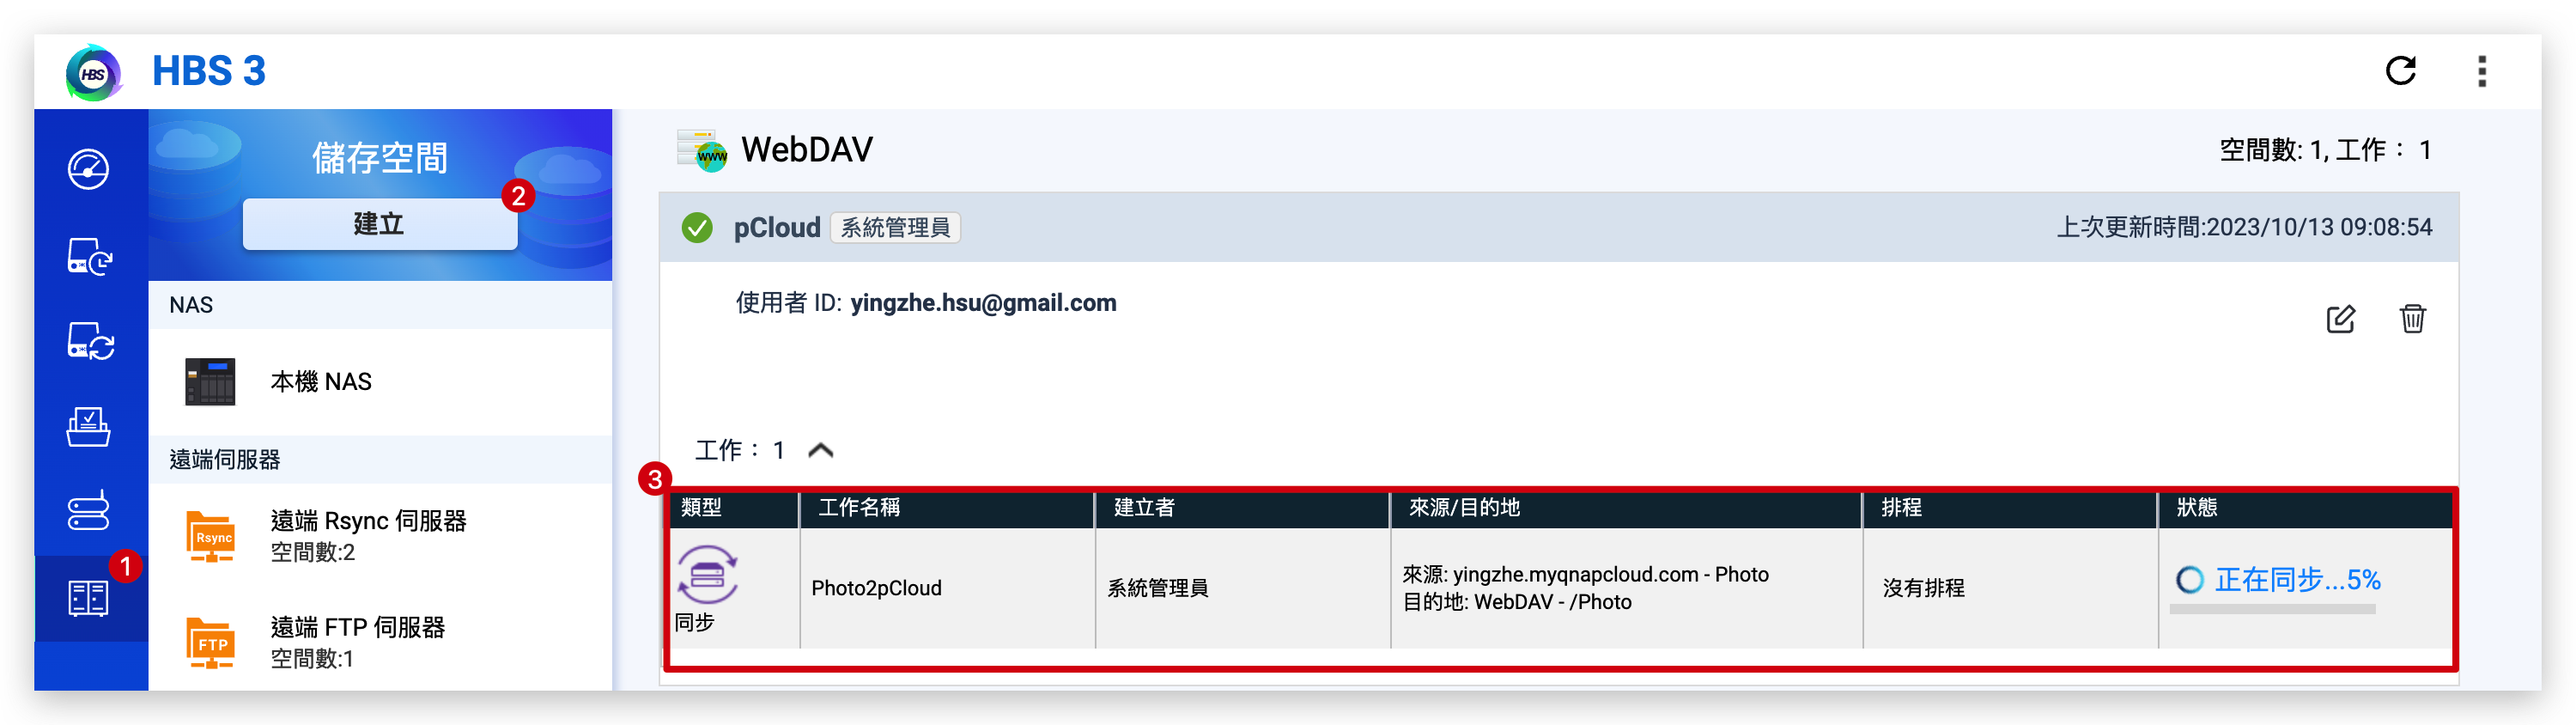 HBS
HBS 3
儲存空間
2
建立
NAS
本機 NAS
遠端伺服器
Rsync
遠端 Rsync 伺服器
空間數:2
1
FTP
遠端 FTP 伺服器
空間數:1
WWW
WebDAV
空間數: 1, 工作： 1
pCloud 系統管理員
上次更新時間:2023/10/13 09:08:54
使用者 ID: yingzhe.hsu@gmail.com
工作： 1
3
類型 工作名稱 建立者 來源/目的地 排程 狀態
同步
Photo2pCloud
系統管理員
來源: yingzhe.myqnapcloud.com - Photo
目的地: WebDAV - /Photo
沒有排程
正在同步...5%